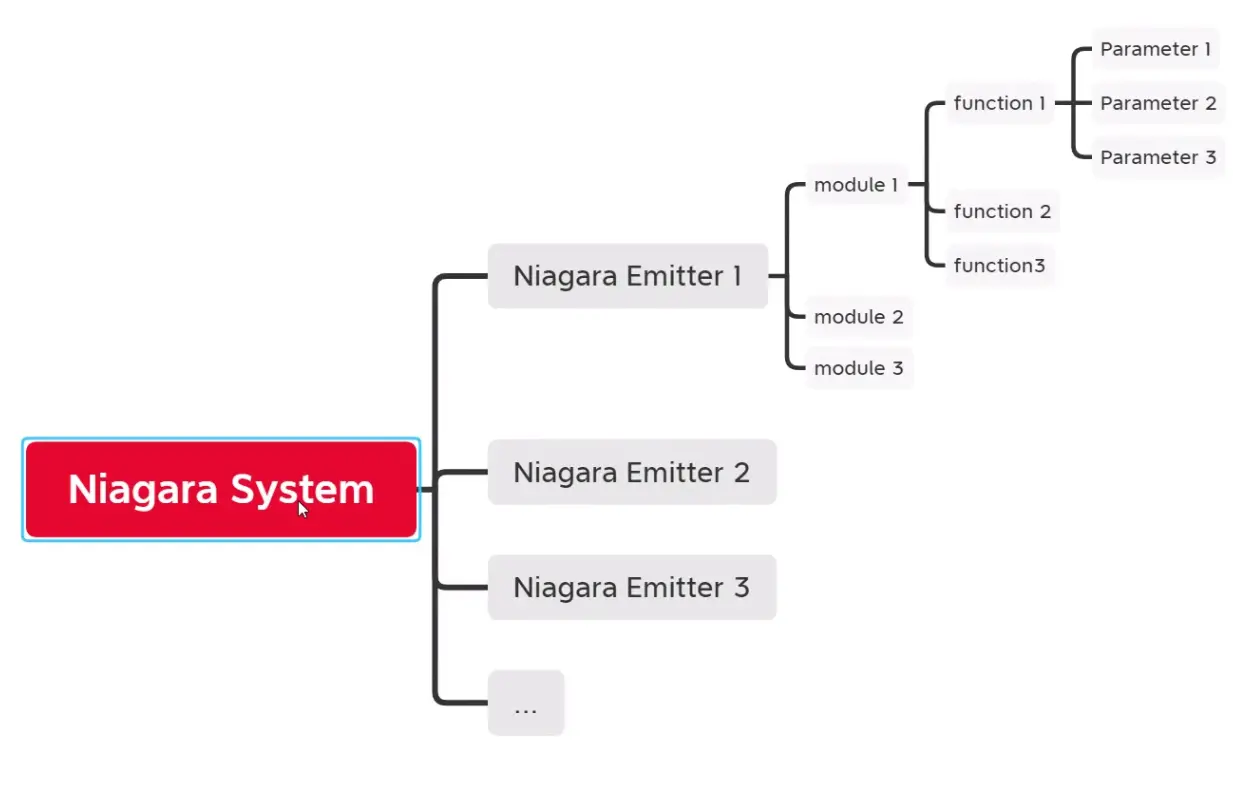 Parameter 1
function 1
Parameter 2
Parameter 3
module 1
function 2
function3
Niagara Emitter 1
module 2
module 3
Niagara System
Niagara Emitter 2
Niagara Emitter 3
...